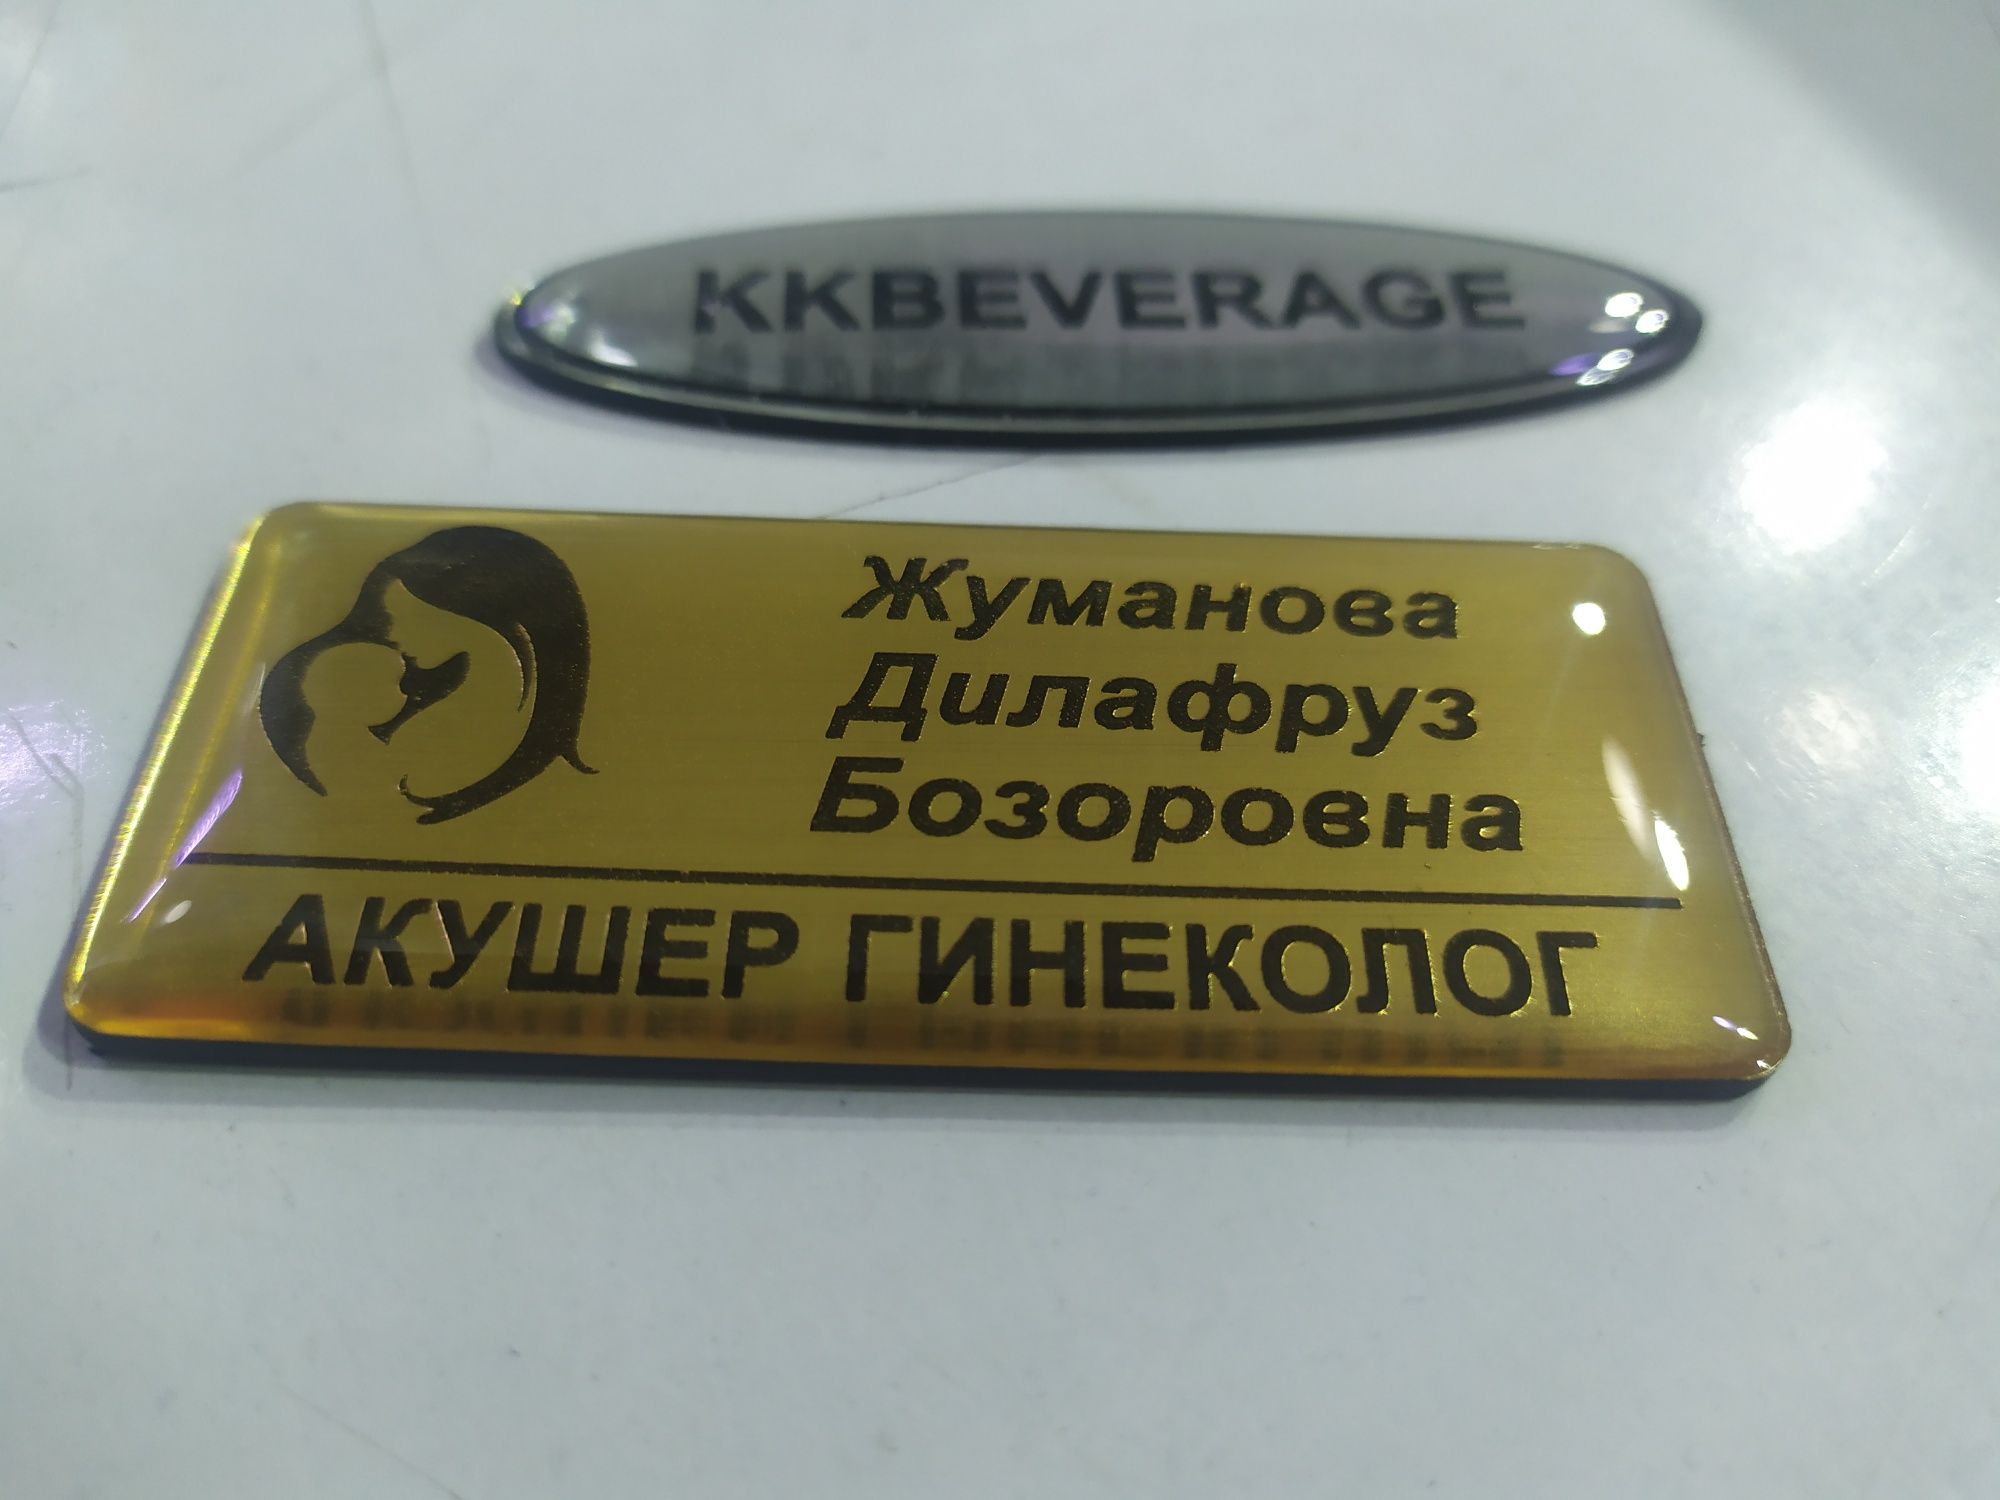 KKBEVERAGE
Жуманова
Дилафруз
Бозоровна
АКУШЕР ГИНЕКОЛОГ